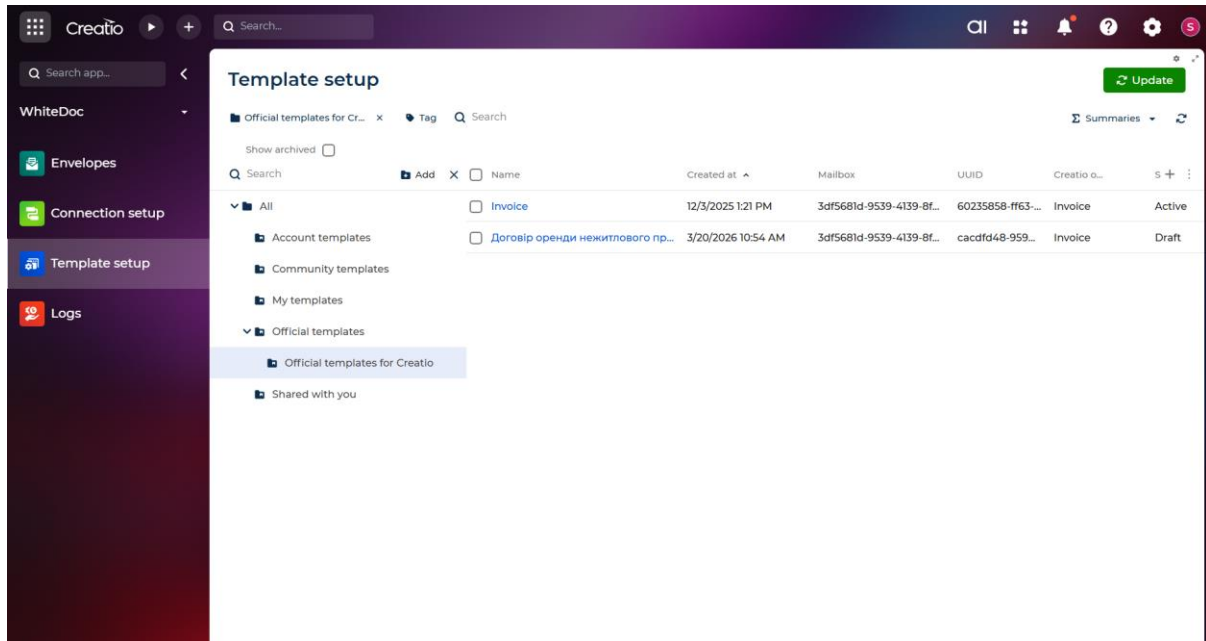 Creatio
Search...
ai
S
Search app...
WhiteDoc
Envelopes
Connection setup
Template setup
Logs
Template setup
Update
Official templates for Cr... x
Tag
Search
Summaries
Show archived
Search
Add
Name Created at Mailbox UUID Creatio o... S
All
Account templates
Community templates
My templates
Official templates
Official templates for Creatio
Shared with you
Invoice 12/3/2025 1:21 PM 3df5681d-9539-4139-8f... 60235858-ff63-... Invoice Active
Договір оренди нежитлового пр... 3/20/2026 10:54 AM 3df5681d-9539-4139-8f... cacdfd48-959... Invoice Draft